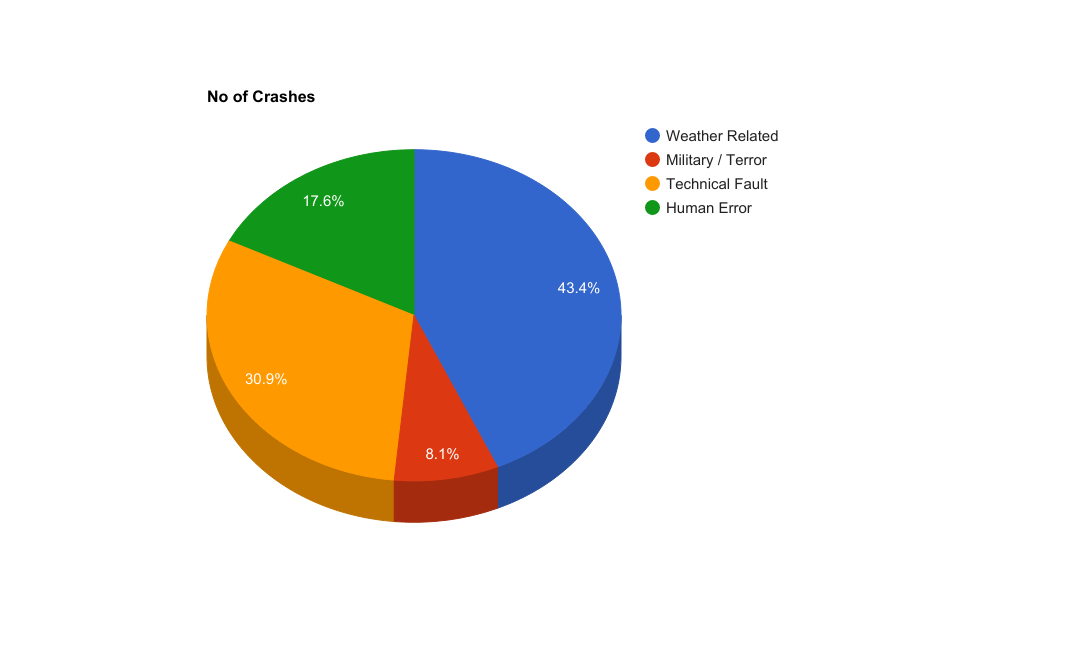 No of Crashes
Weather Related
Military / Terror
Technical Fault
Human Error
17.6%
43.4%
30.9%
8.1%